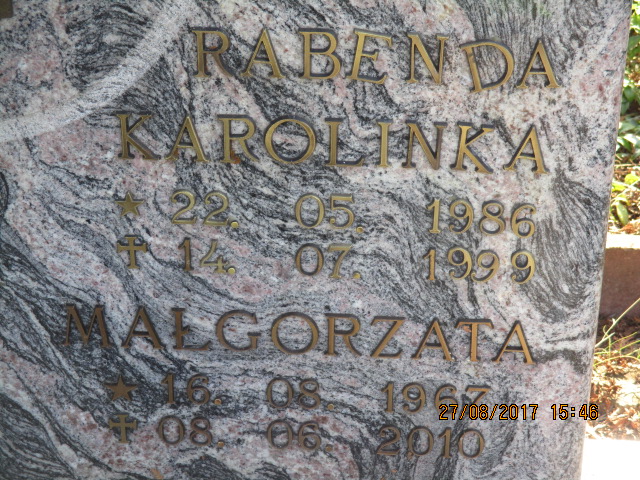 RABENDA
KAROLINKA
★ 22. 05. 1986
✝ 14. 07. 1999
MAŁGORZATA
★ 16. 08. 1967
✝ 08. 06. 2010
27/08/2017 15:46